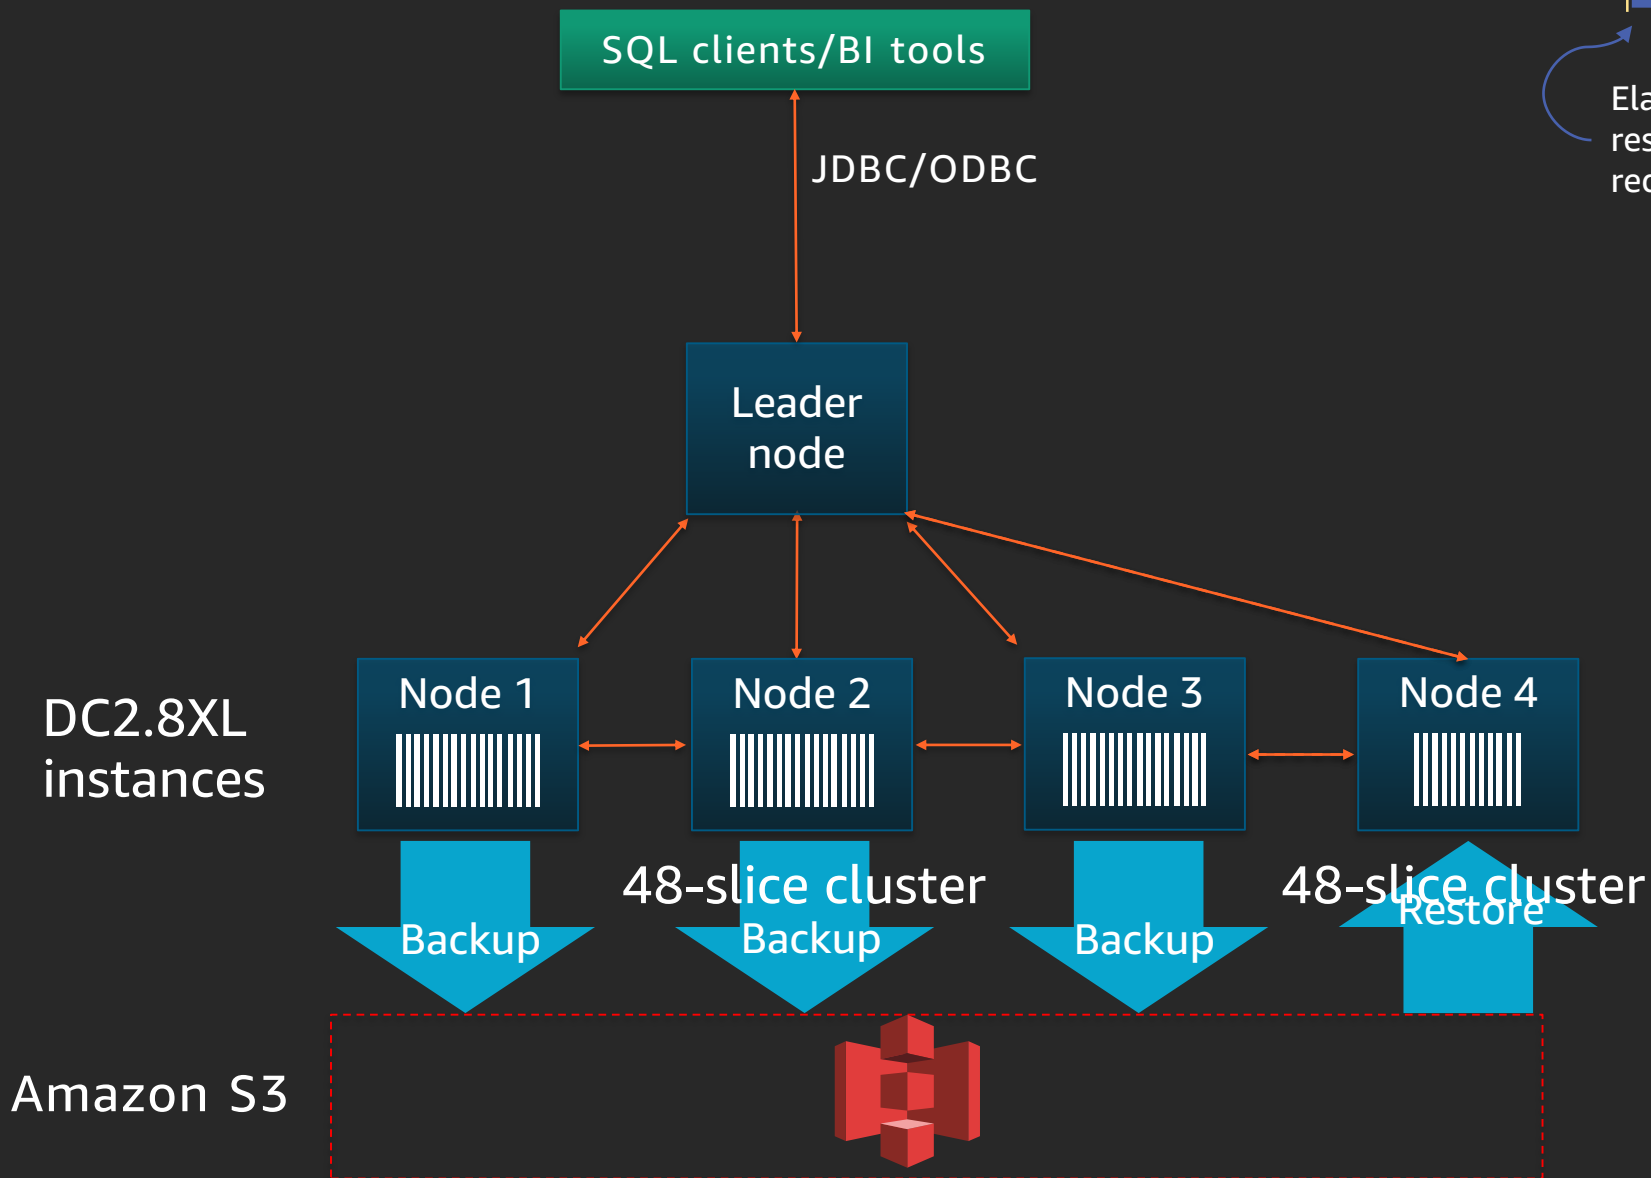 SQL clients/BI tools
JDBC/ODBC
Leader
node
DC2.8XL
instances
Node 1
Node 2
Node 3
Node 4
48-slice cluster
48-slice cluster
Backup
Backup
Backup
Restore
Amazon S3